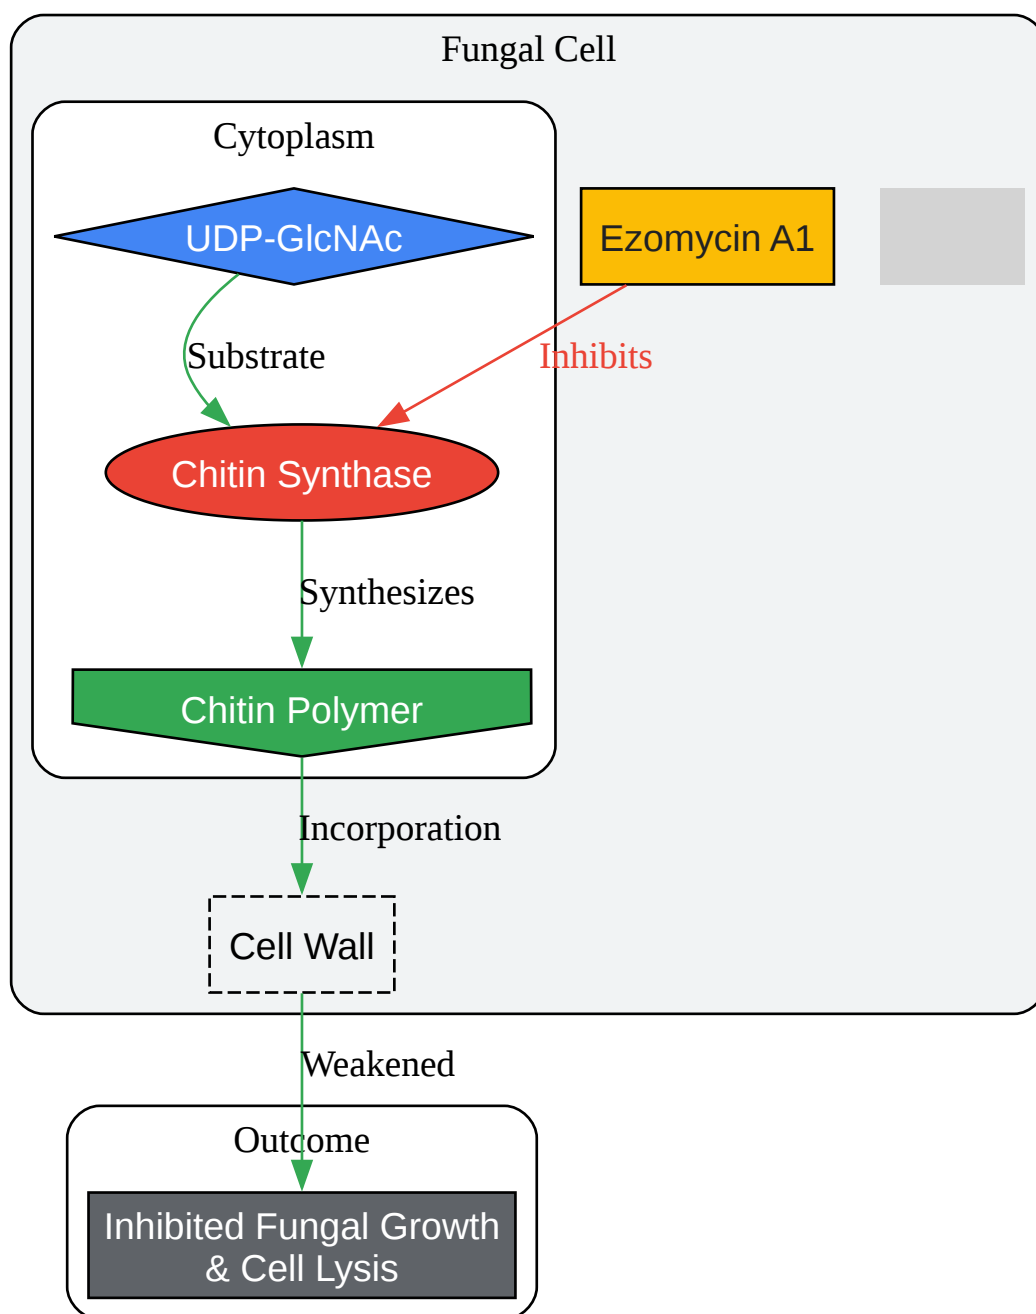 Fungal Cell
Cytoplasm
UDP-GlcNAc
Ezomycin A1
Substrate
Inhibits
Chitin Synthase
Synthesizes
Chitin Polymer
Incorporation
Cell Wall
Weakened
Outcome
Inhibited Fungal Growth
& Cell Lysis